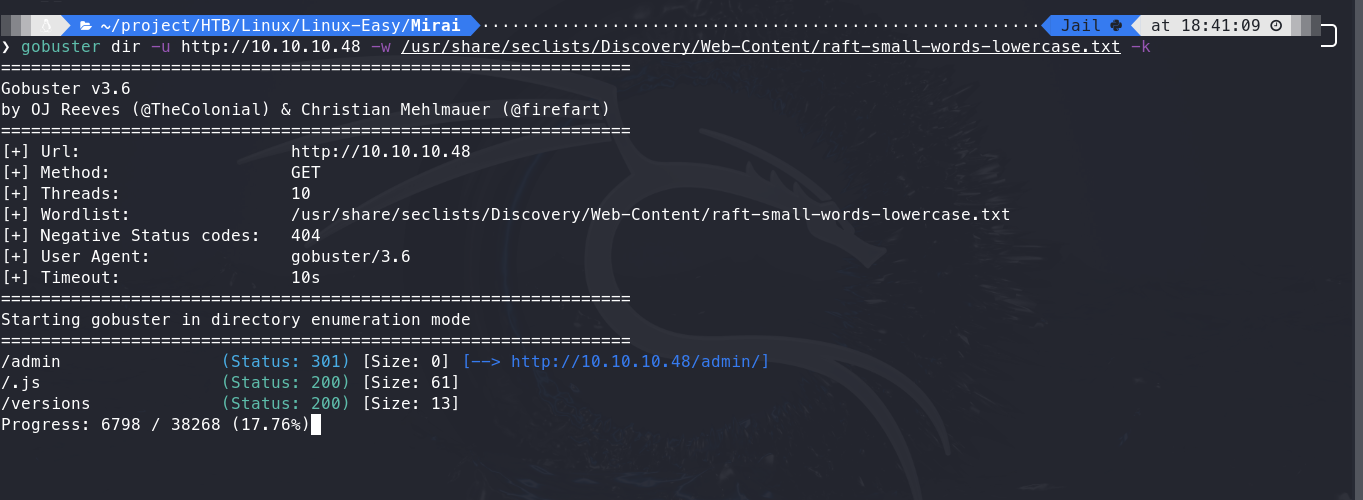 ~/project/HTB/Linux/Linux-Easy/Mirai Jail at 18:41:09
❯ gobuster dir -u http://10.10.10.48 -w /usr/share/seclists/Discovery/Web-Content/raft-small-words-lowercase.txt -k
===============================================================
Gobuster v3.6
by OJ Reeves (@TheColonial) & Christian Mehlmauer (@firefart)
===============================================================
[+] Url: http://10.10.10.48
[+] Method: GET
[+] Threads: 10
[+] Wordlist: /usr/share/seclists/Discovery/Web-Content/raft-small-words-lowercase.txt
[+] Negative Status codes: 404
[+] User Agent: gobuster/3.6
[+] Timeout: 10s
===============================================================
Starting gobuster in directory enumeration mode
===============================================================
/admin (Status: 301) [Size: 0] [--> http://10.10.10.48/admin/]
/.js (Status: 200) [Size: 61]
/versions (Status: 200) [Size: 13]
Progress: 6798 / 38268 (17.76%)